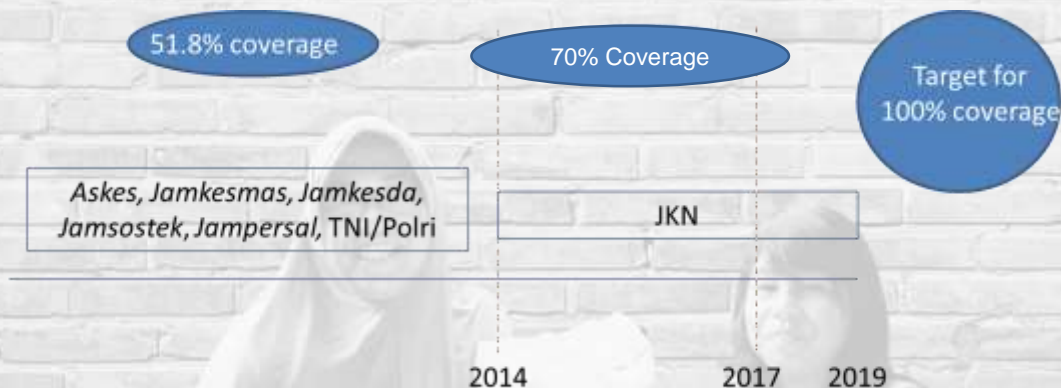 51.8% coverage
70% Coverage
Target for
100% coverage
Askes, Jamkesmas, Jamkesda,
Jamsostek, Jampersal, TNI/Polri
JKN
2014
2017
2019